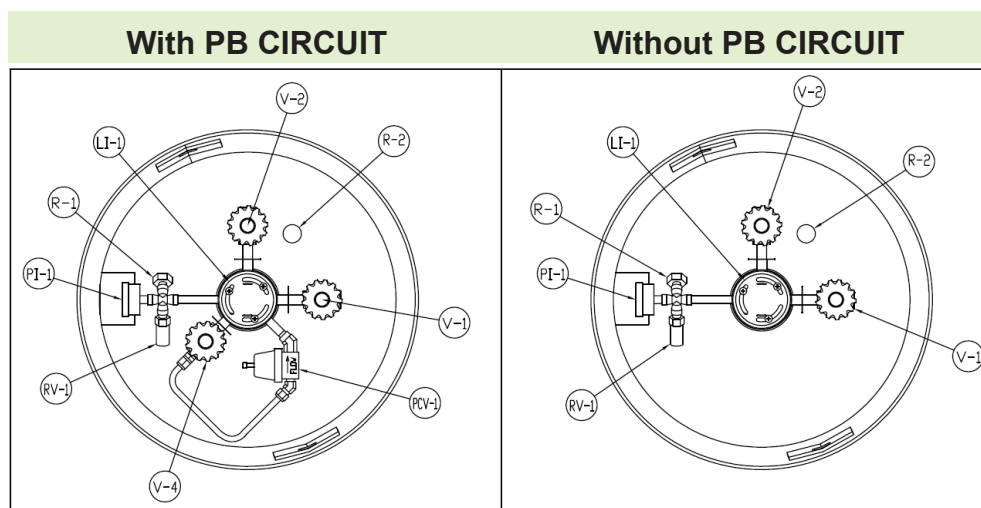 With PB CIRCUIT
Without PB CIRCUIT
V-2
LI-1
R-2
R-1
PI-1
V-1
FLOW
RV-1
PCV-1
V-4
V-2
LI-1
R-2
R-1
PI-1
V-1
RV-1